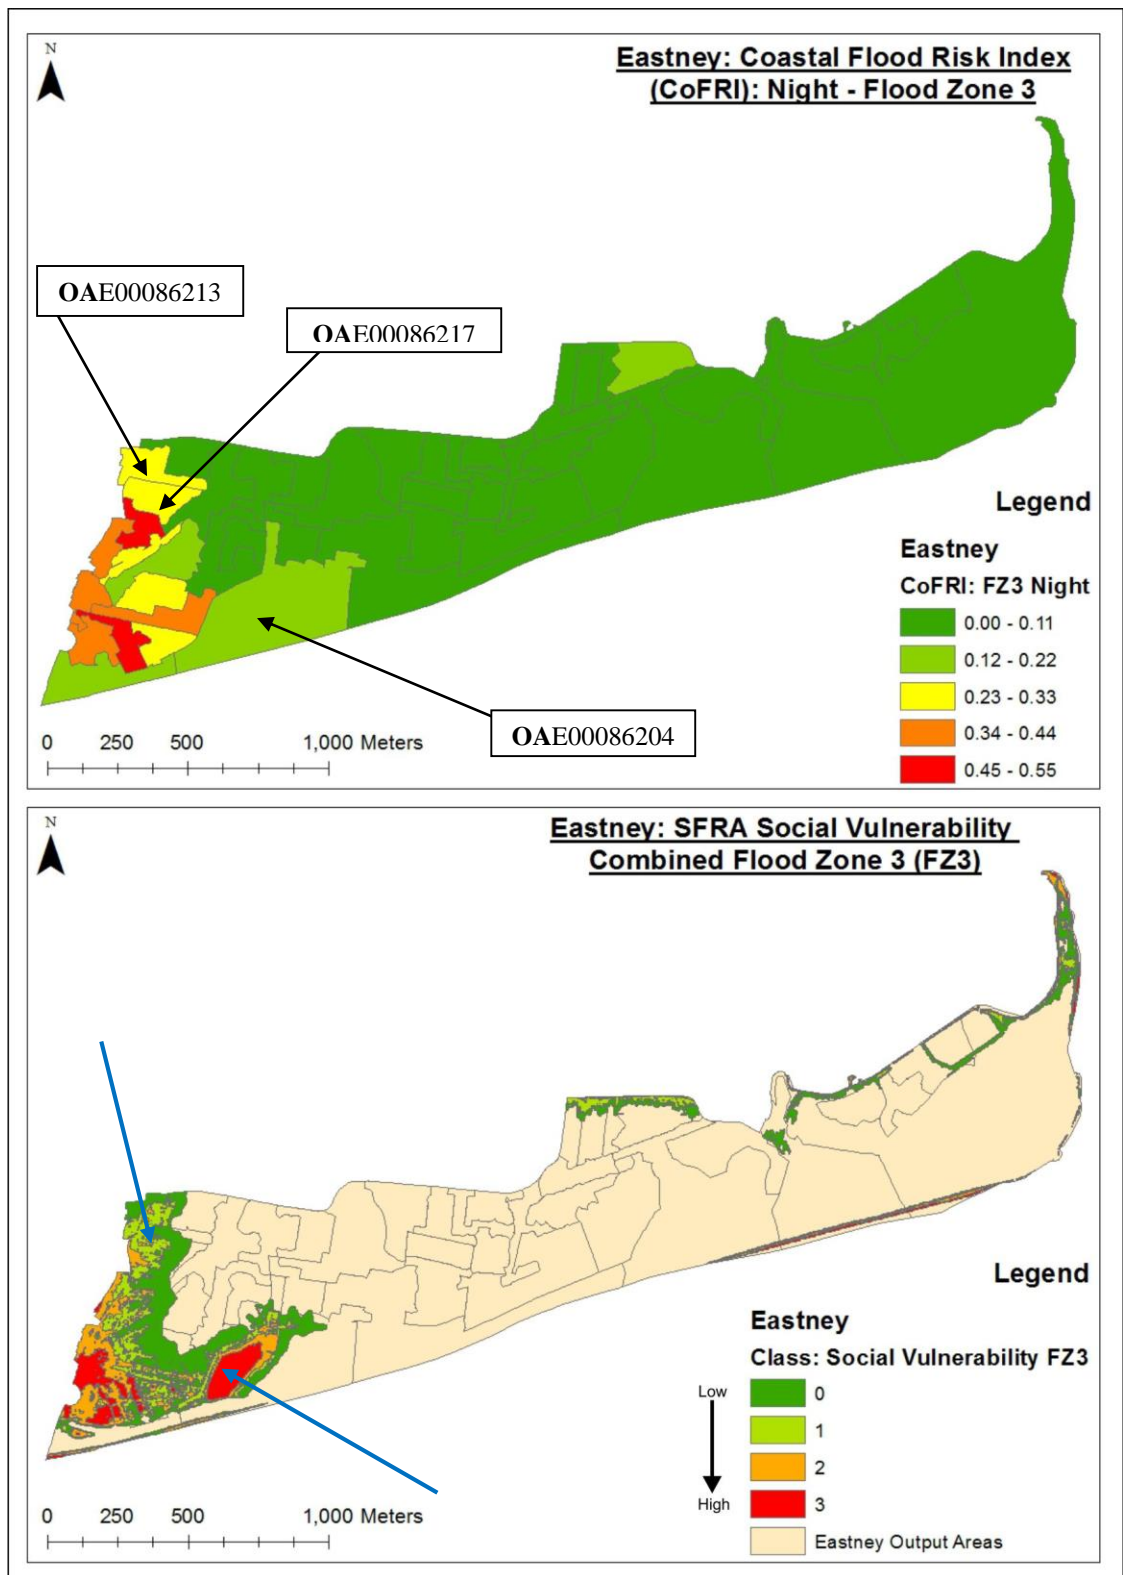 N
Eastney: Coastal Flood Risk Index
(CoFRI): Night - Flood Zone 3
OAE00086213
OAE00086217
OAE00086204
0 250 500 1,000 Meters
Legend
Eastney
CoFRI: FZ3 Night
0.00 - 0.11
0.12 - 0.22
0.23 - 0.33
0.34 - 0.44
0.45 - 0.55
N
Eastney: SFRA Social Vulnerability
Combined Flood Zone 3 (FZ3)
0 250 500 1,000 Meters
Legend
Eastney
Class: Social Vulnerability FZ3
Low
High
0
1
2
3
Eastney Output Areas